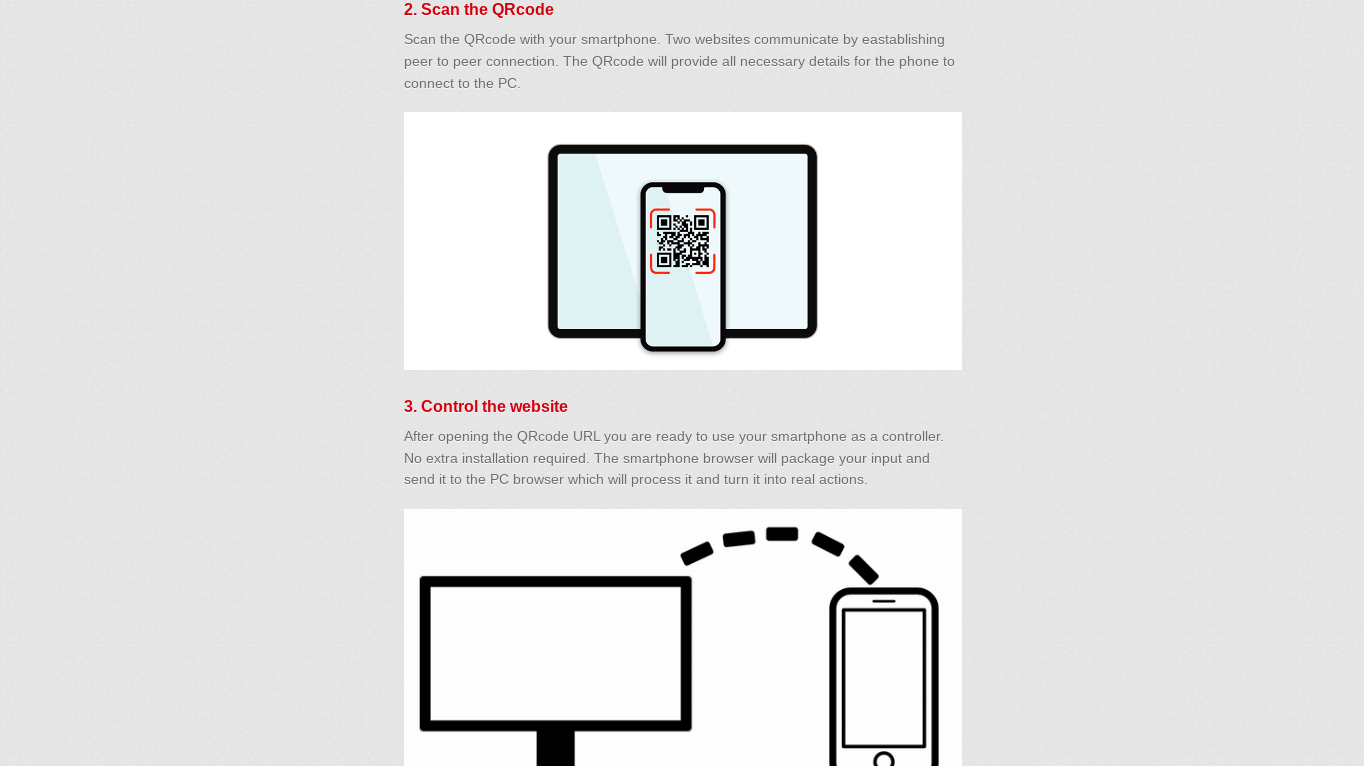 2. Scan the QRcode
Scan the QRcode with your smartphone. Two websites communicate by eastablishing
peer to peer connection. The QRcode will provide all necessary details for the phone to
connect to the PC.
3. Control the website
After opening the QRcode URL you are ready to use your smartphone as a controller.
No extra installation required. The smartphone browser will package your input and
send it to the PC browser which will process it and turn it into real actions.